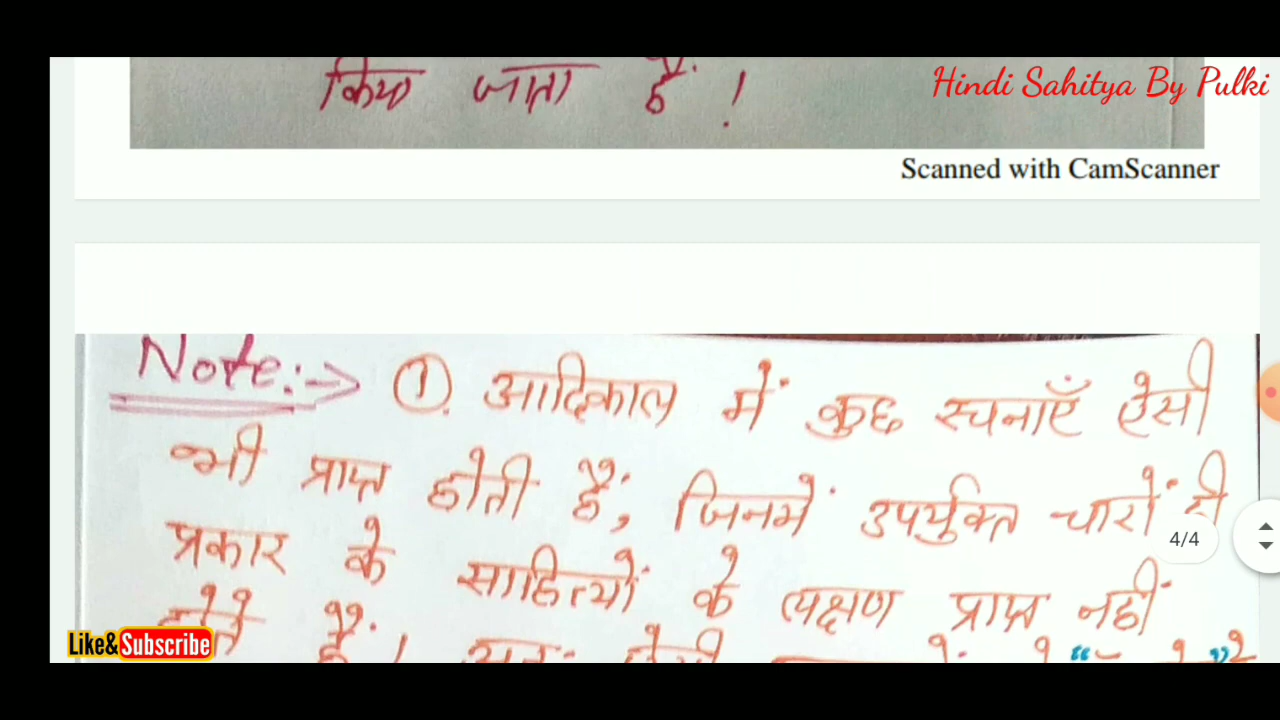 किया जाता है !
Hindi Sahitya By Pulki
Scanned with CamScanner
Note:-> ① आदिकाल में कुछ रचनाएँ ऐसी
भी प्राप्त होती हैं, जिनमें उपर्युक्त चारों ही
4/4
प्रकार के साहित्यों के लक्षण प्राप्त नहीं
होते हैं !
Like& Subscribe